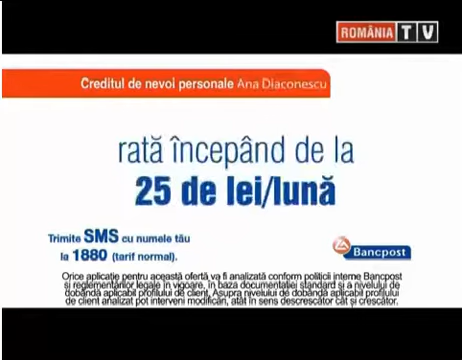 ROMÂNIA TV
Creditul de nevoi personale Ana Diaconescu
rată începând de la
25 de lei/lună
Trimite SMS cu numele tău
la 1880 (tarif normal).
Bancpost
Orice aplicație pentru această ofertă va fi analizată conform politicii interne Bancpost
și reglementărilor legale în vigoare, în baza documentației standard și a nivelului de
dobândă aplicabil profilului de client. Asupra nivelului de dobândă aplicabil profilului
de client analizat pot interveni modificări, atât în sens descrescător cât și crescător.